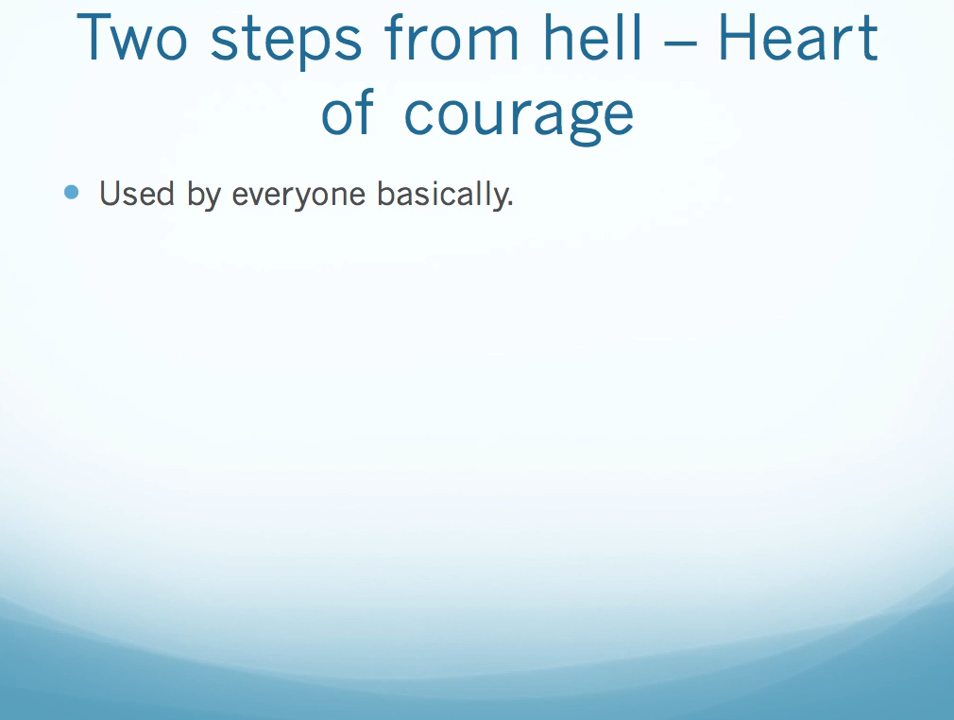 Two steps from hell – Heart
of courage
Used by everyone basically.